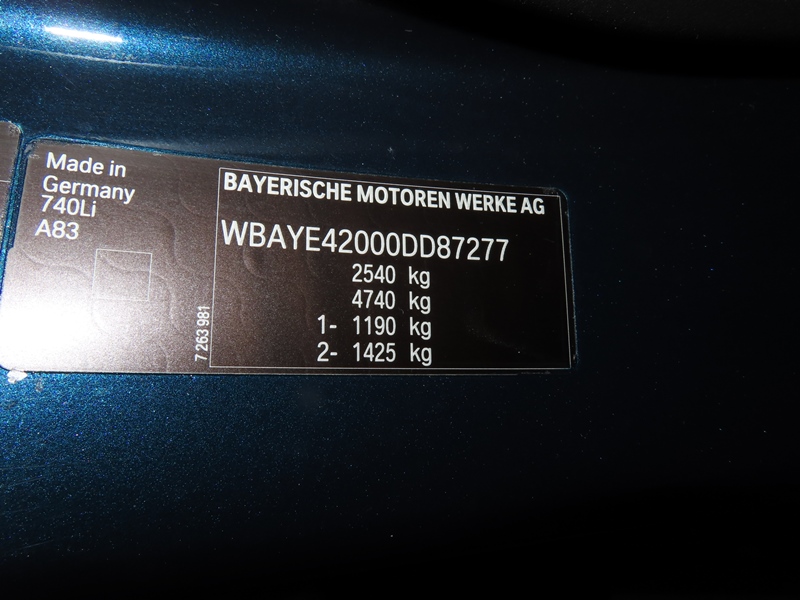 Made in
Germany
740Li
A83
7 263 981
BAYERISCHE MOTOREN WERKE AG
WBAYE42000DD87277
2540 kg
4740 kg
1- 1190 kg
2- 1425 kg